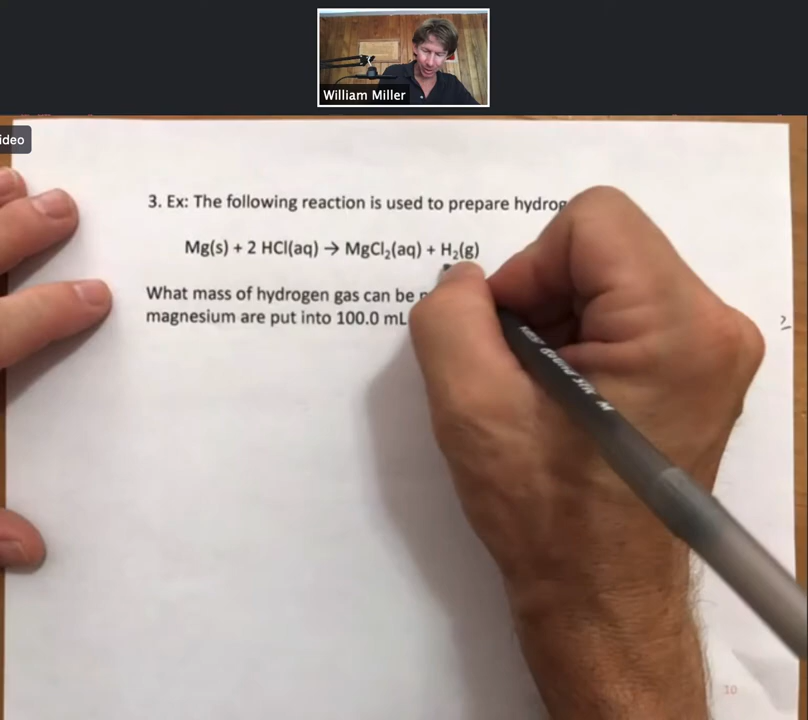 William Miller
ideo
3. Ex: The following reaction is used to prepare hydrog
Mg(s) + 2 HCl(aq) → MgCl₂(aq) + H₂(g)
What mass of hydrogen gas can be
magnesium are put into 100.0 mL
10